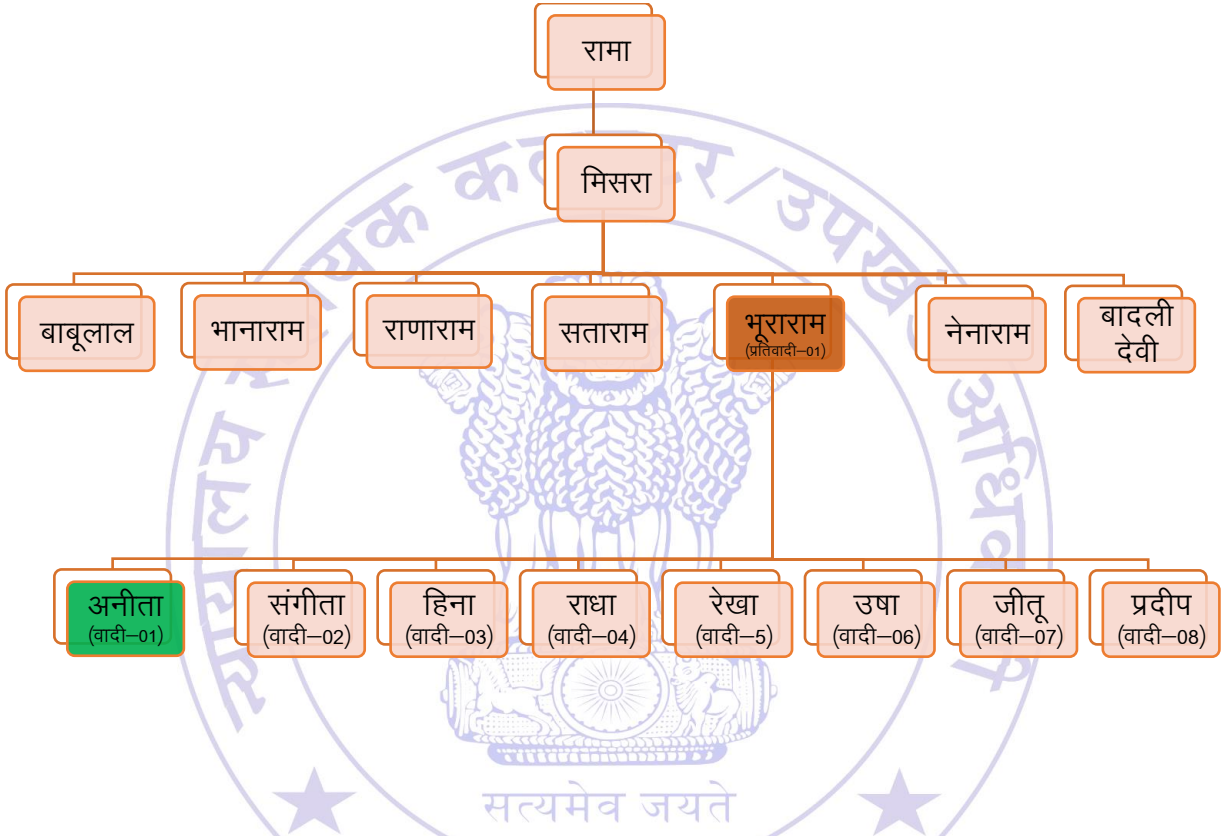 रामा
मिसरा
बाबूलाल
भानाराम
राणाराम
सताराम
भूराराम
(प्रतिवादी–01)
नेनाराम
बादली
देवी
अनीता
(वादी–01)
संगीता
(वादी–02)
हिना
(वादी–03)
राधा
(वादी–04)
रेखा
(वादी–5)
उषा
(वादी–06)
जीतू
(वादी–07)
प्रदीप
(वादी–08)
सत्यमेव जयते